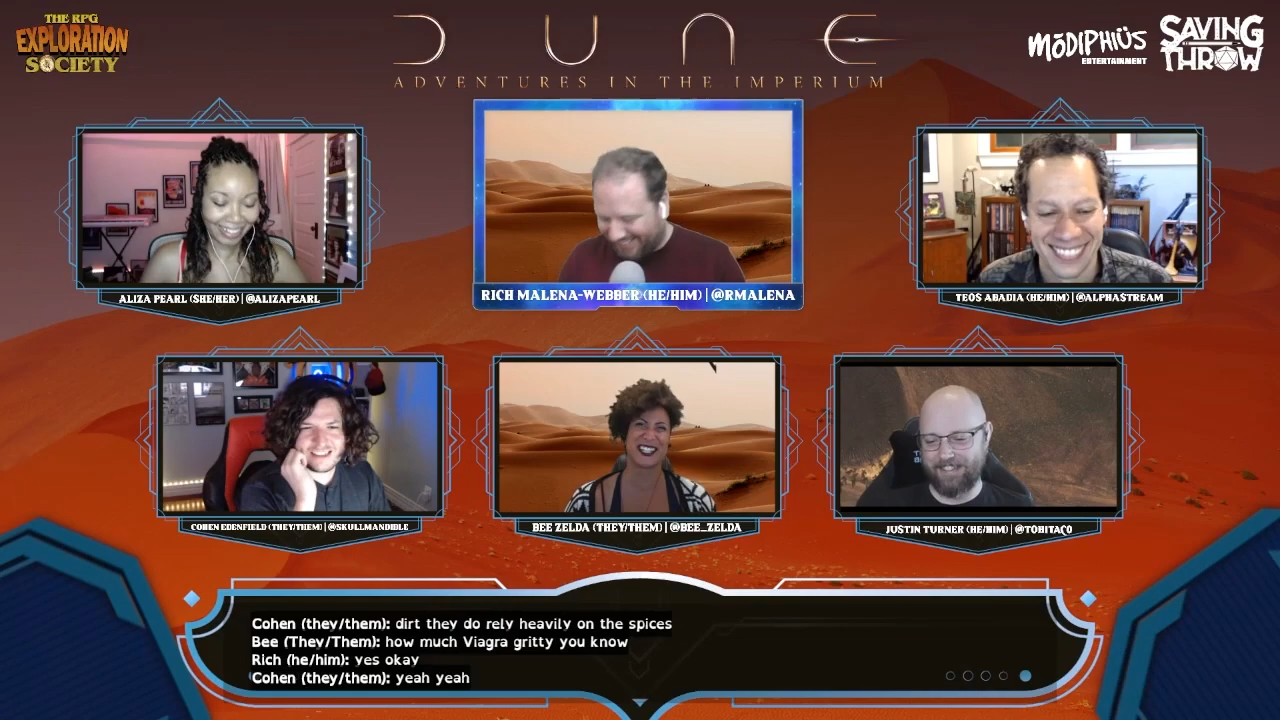 THE RPG
EXPLORATION
SOCIETY
DUNE
ADVENTURES IN THE IMPERIUM
MŌDIPHIÜS
ENTERTAINMENT
SAVING
THROW
ALIZA PEARL (SHE/HER) | @ALIZAPEARL
RICH MALENA-WEBBER (HE/HIM) | @RMALENA
TEOS ABADIA (HE/HIM) | @ALPHASTREAM
COHEN EDENFIELD (THEY/THEM) | @SKULLMANDIBLE
BEE ZELDA (THEY/THEM) | @BEE_ZELDA
JUSTIN TURNER (HE/HIM) | @TOBITACO
Cohen (they/them): dirt they do rely heavily on the spices
Bee (They/Them): how much Viagra gritty you know
Rich (he/him): yes okay
Cohen (they/them): yeah yeah